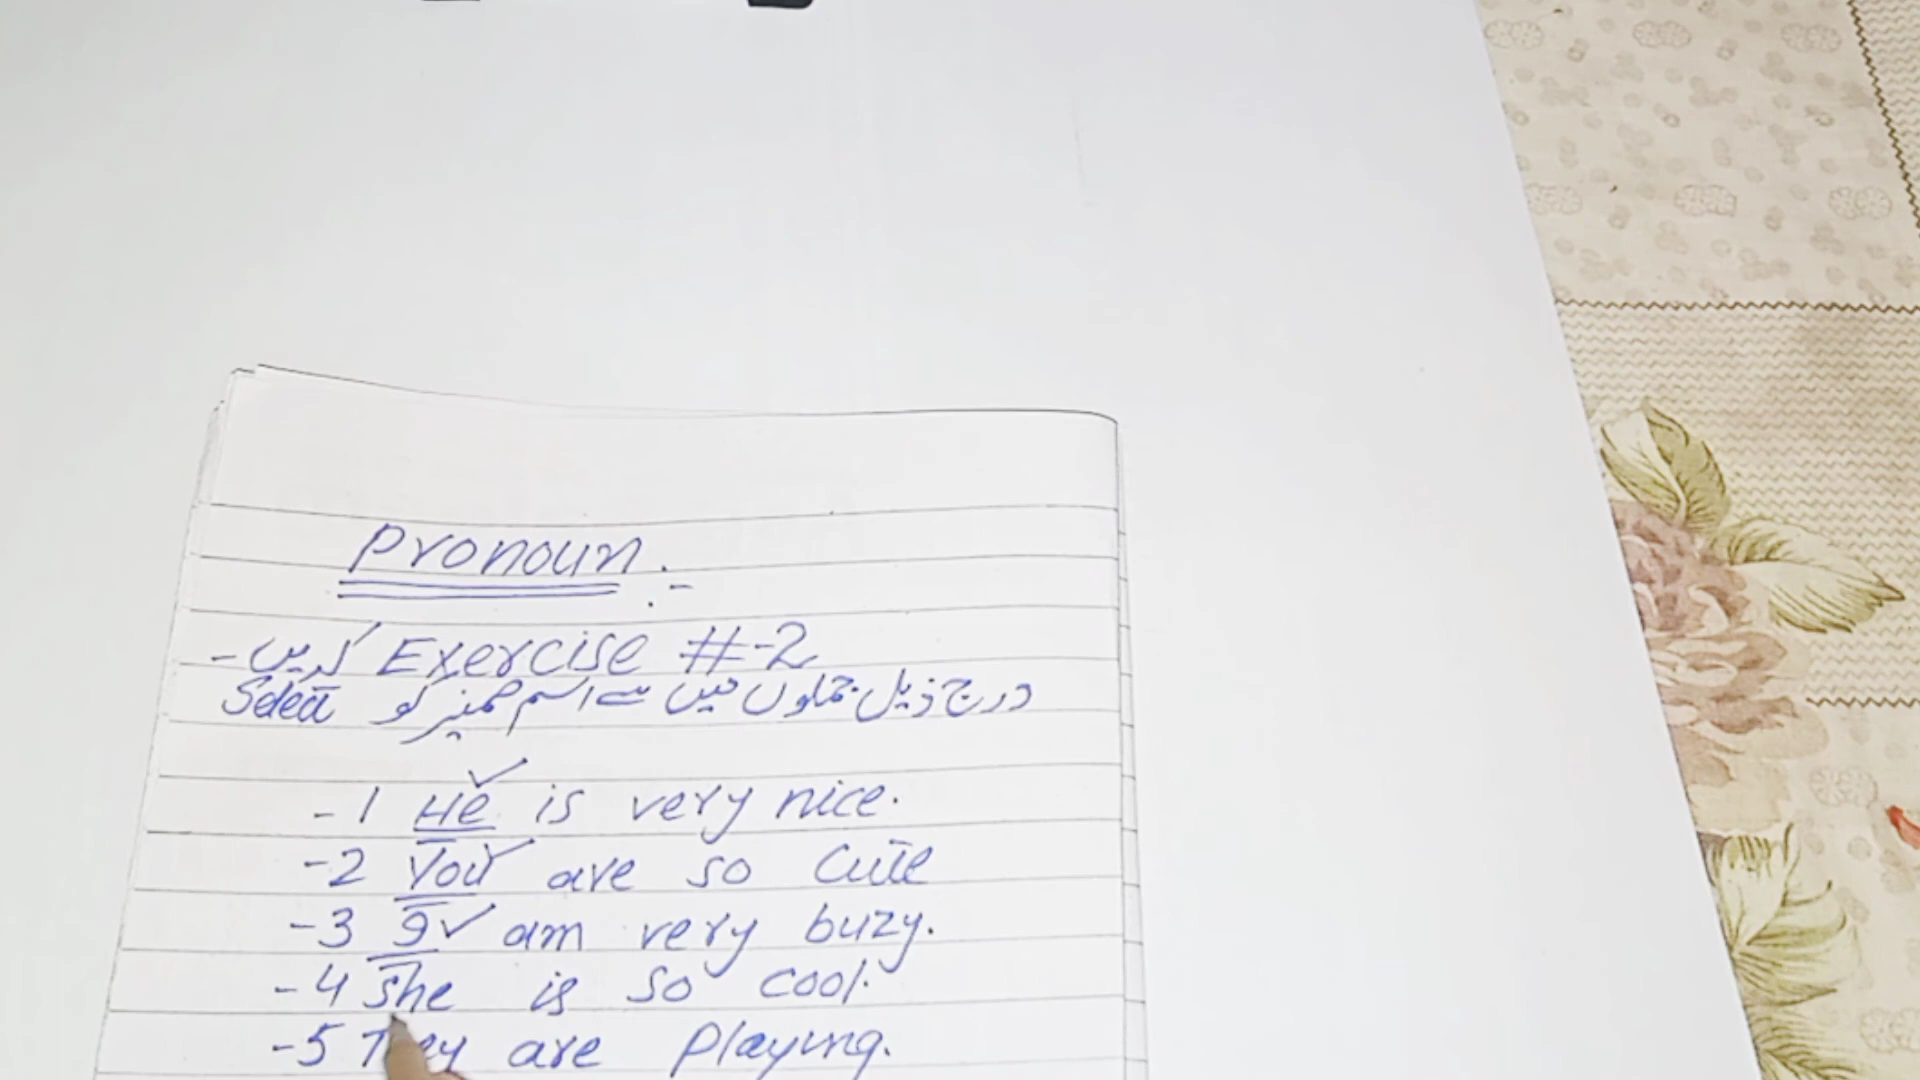 Pronoun :-
Exercise #-2 کریں -
درج زیل جملوں میں سے اسم ضمیر کو Select
-1 He is very nice.
-2 You are so cute
-3 I am very buzy.
-4 She is so cool.
-5 They are playing.